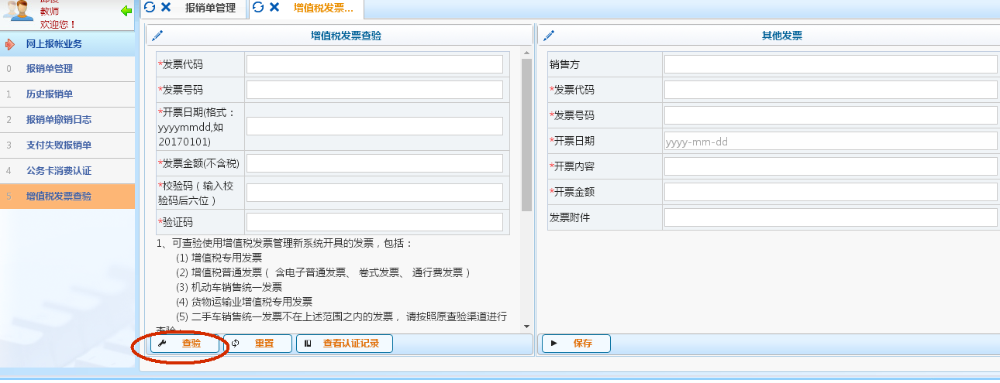 教师
欢迎您！
网上报帐业务
0 报销单管理
1 历史报销单
2 报销单撤销日志
3 支付失败报销单
4 公务卡消费认证
5 增值税发票查验
报销单管理
增值税发票...
增值税发票查验
*发票代码
*发票号码
*开票日期(格式：
yyyymmdd,如
20170101)
*发票金额(不含税)
*校验码（输入校
验码后六位）
*验证码
1、可查验使用增值税发票管理新系统开具的发票，包括：
(1) 增值税专用发票
(2) 增值税普通发票（ 含电子普通发票、 卷式发票、 通行费发票）
(3) 机动车销售统一发票
(4) 货物运输业增值税专用发票
(5) 二手车销售统一发票不在上述范围之内的发票， 请按照原查验渠道进行
查验；
查验
重置
查看认证记录
其他发票
销售方
*发票代码
*发票号码
*开票日期
yyyy-mm-dd
*开票内容
*开票金额
发票附件
保存